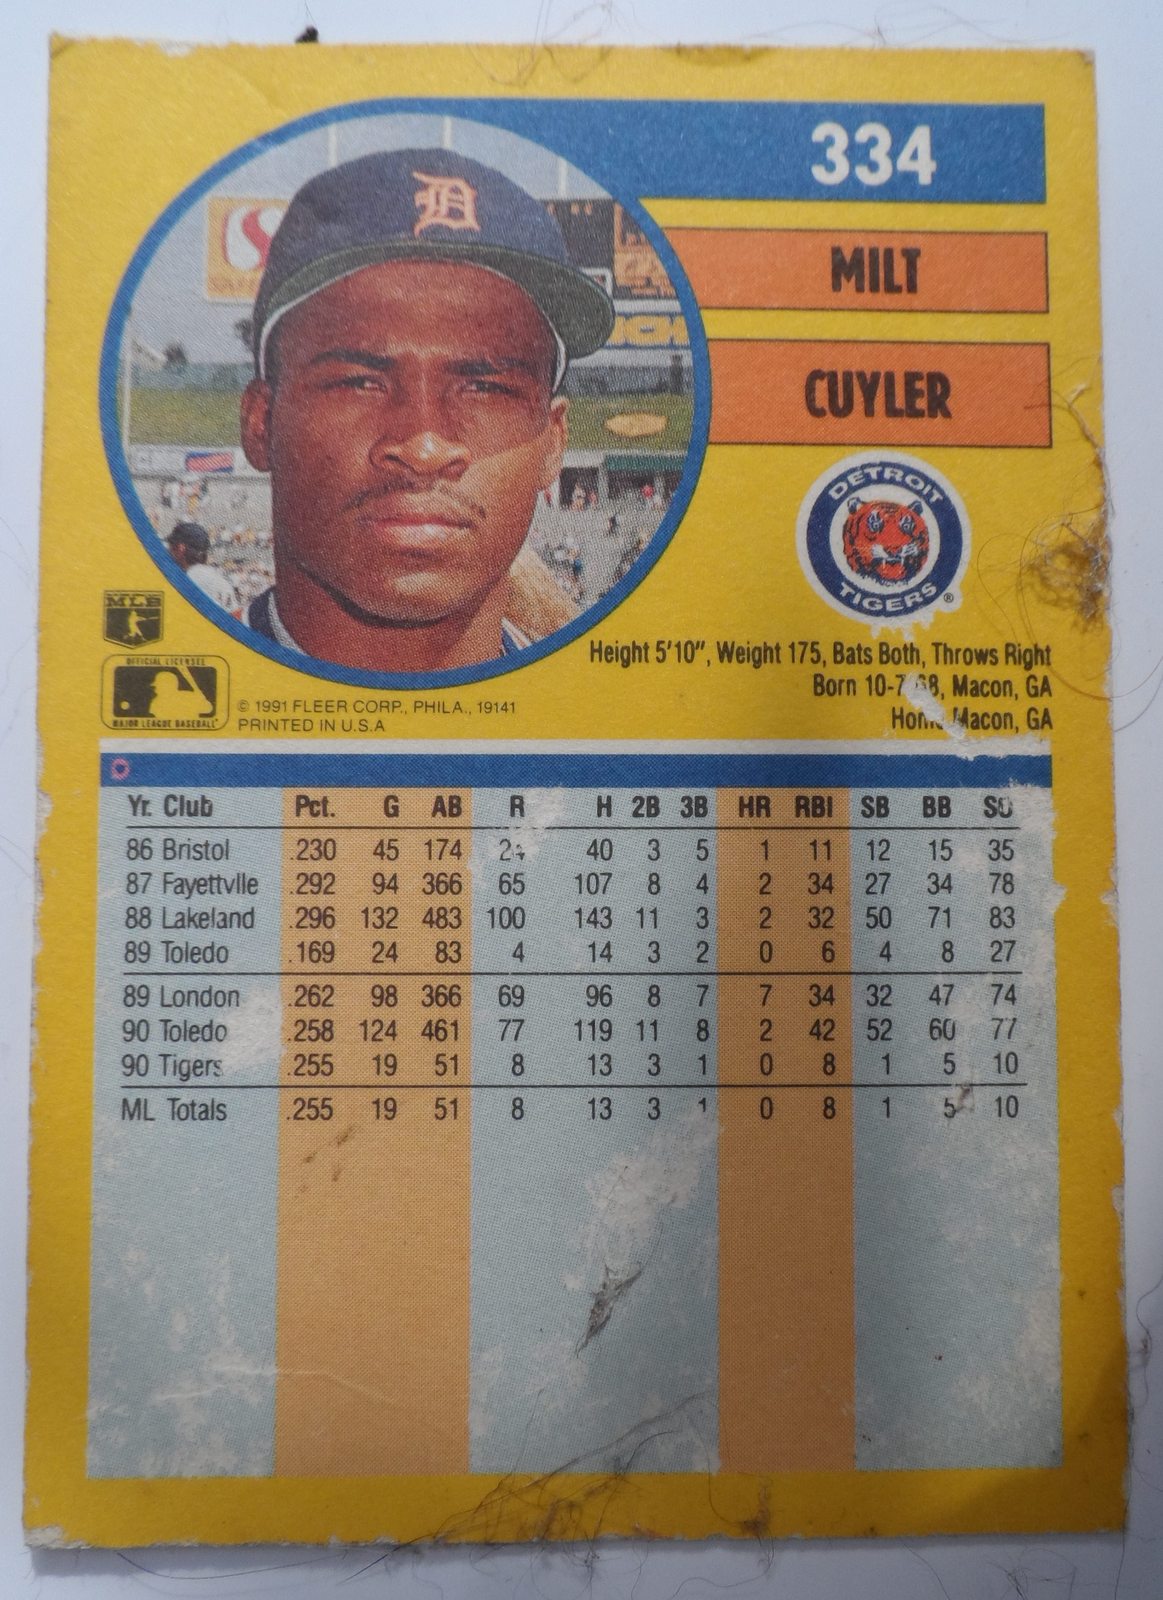 334
MILT
CUYLER
DETROIT
TIGERS®
MLB
OFFICIAL LICENSEE
MAJOR LEAGUE BASEBALL
© 1991 FLEER CORP., PHILA., 19141
PRINTED IN U.S.A
Height 5'10", Weight 175, Bats Both, Throws Right
Born 10-7-68, Macon, GA
Home Macon, GA
Yr. Club Pct. G AB R H 2B 3B HR RBI SB BB SO
86 Bristol .230 45 174 24 40 3 5 1 11 12 15 35
87 Fayettvlle .292 94 366 65 107 8 4 2 34 27 34 78
88 Lakeland .296 132 483 100 143 11 3 2 32 50 71 83
89 Toledo .169 24 83 4 14 3 2 0 6 4 8 27
89 London .262 98 366 69 96 8 7 7 34 32 47 74
90 Toledo .258 124 461 77 119 11 8 2 42 52 60 77
90 Tigers .255 19 51 8 13 3 1 0 8 1 5 10
ML Totals .255 19 51 8 13 3 1 0 8 1 5 10